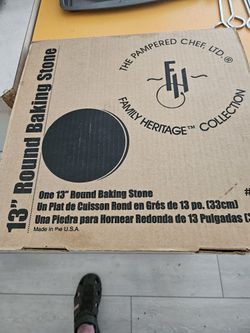 13" Round Baking Stone
THE PAMPERED CHEF, LTD.®
FH
FAMILY HERITAGE™ COLLECTION
#
One 13" Round Baking Stone
Un Plat de Cuisson Rond en Grés de 13 po. (33cm)
Una Piedra para Hornear Redonda de 13 Pulgadas (3
Made in the U.S.A.